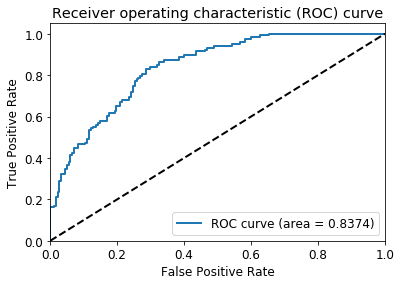 Receiver operating characteristic (ROC) curve
True Positive Rate
1.0
0.8
0.6
0.4
0.2
0.0
ROC curve (area = 0.8374)
0.0 0.2 0.4 0.6 0.8 1.0
False Positive Rate